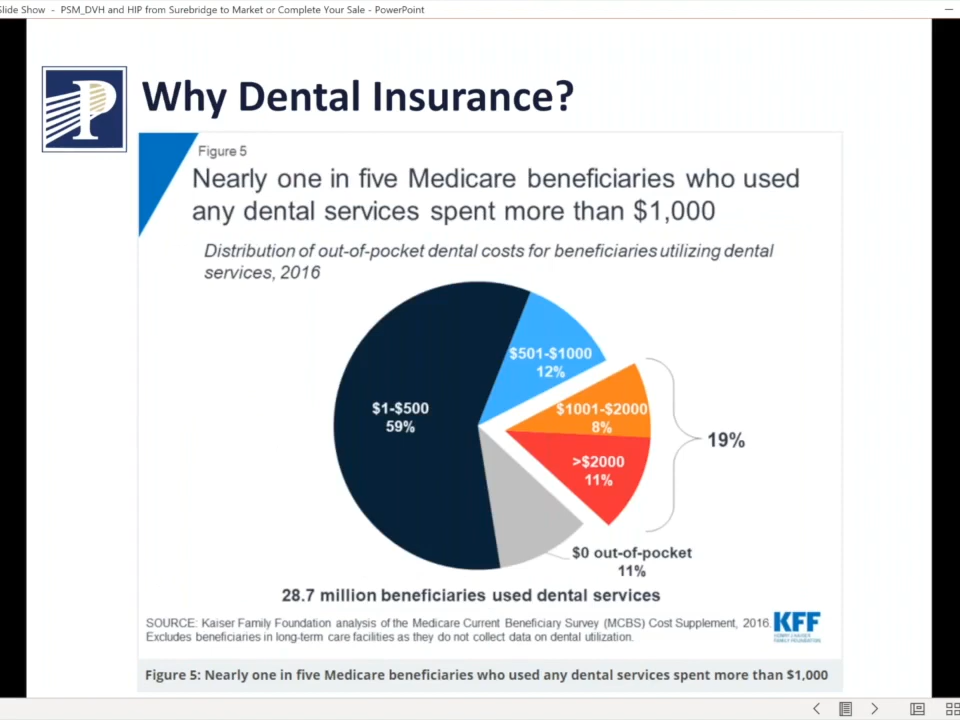 Slide Show - PSM_DVH and HIP from Surebridge to Market or Complete Your Sale - PowerPoint
P
Why Dental Insurance?
Figure 5
Nearly one in five Medicare beneficiaries who used
any dental services spent more than $1,000
Distribution of out-of-pocket dental costs for beneficiaries utilizing dental
services, 2016
$501-$1000
12%
$1-$500
59%
$1001-$2000
8%
19%
>$2000
11%
$0 out-of-pocket
11%
28.7 million beneficiaries used dental services
SOURCE: Kaiser Family Foundation analysis of the Medicare Current Beneficiary Survey (MCBS) Cost Supplement, 2016.
Excludes beneficiaries in long-term care facilities as they do not collect data on dental utilization.
KFF
HENRY J KAISER
FAMILY FOUNDATION
Figure 5: Nearly one in five Medicare beneficiaries who used any dental services spent more than $1,000